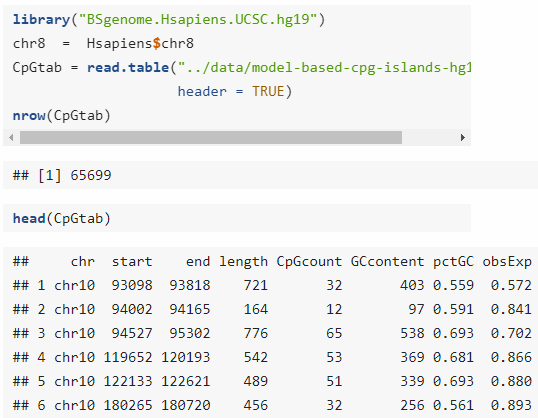 library("BSgenome.Hsapiens.UCSC.hg19")
chr8  =  Hsapiens$chr8
CpGtab = read.table("../data/model-based-cpg-islands-hg1
                    header = TRUE)
nrow(CpGtab)
## [1] 65699
head(CpGtab)
##     chr  start    end length CpGcount GCcontent pctGC obsExp
## 1 chr10  93098  93818    721       32       403 0.559  0.572
## 2 chr10  94002  94165    164       12        97 0.591  0.841
## 3 chr10  94527  95302    776       65       538 0.693  0.702
## 4 chr10 119652 120193    542       53       369 0.681  0.866
## 5 chr10 122133 122621    489       51       339 0.693  0.880
## 6 chr10 180265 180720    456       32       256 0.561  0.893